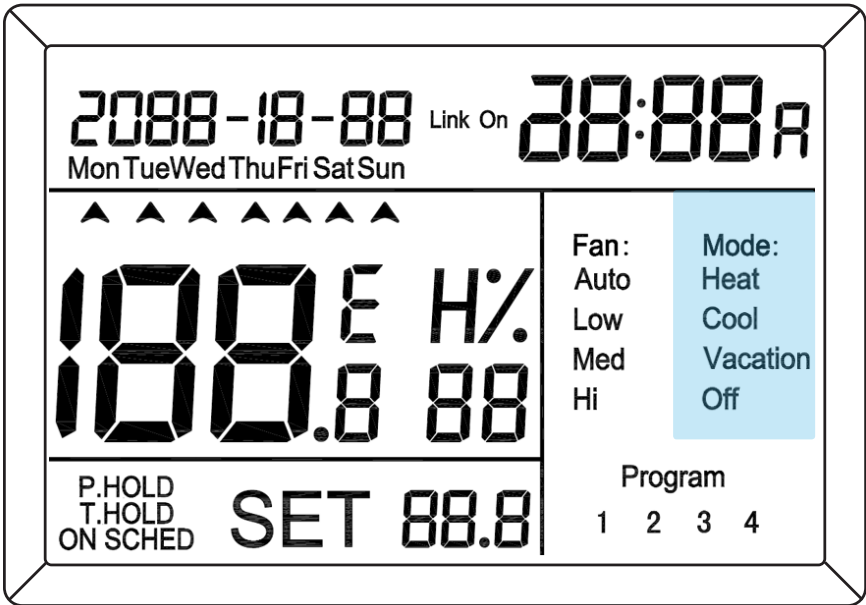 2088-18-88 Link On 28:88 A
Mon Tue Wed Thu Fri Sat Sun
188.8 E H% 88
Fan: Mode:
Auto Heat
Low Cool
Med Vacation
Hi Off
P.HOLD
T.HOLD
ON SCHED
SET 88.8
Program
1 2 3 4